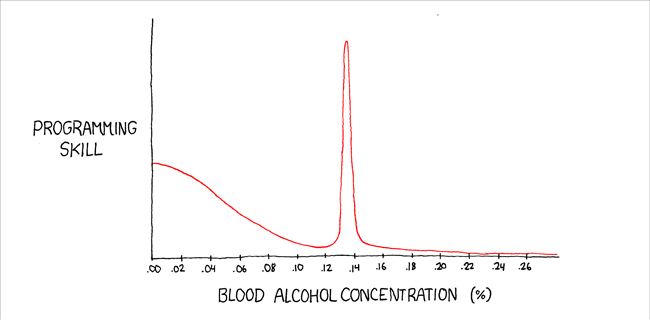 PROGRAMMING
SKILL
.00 .02 .04 .06 .08 .10 .12 .14 .16 .18 .20 .22 .24 .26
BLOOD ALCOHOL CONCENTRATION (%)